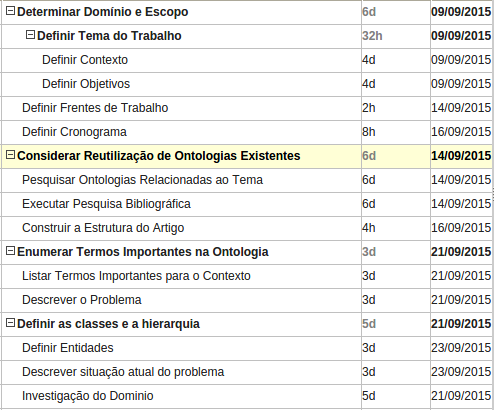 Determinar Domínio e Escopo 6d 09/09/2015
Definir Tema do Trabalho 32h 09/09/2015
Definir Contexto 4d 09/09/2015
Definir Objetivos 4d 09/09/2015
Definir Frentes de Trabalho 2h 14/09/2015
Definir Cronograma 8h 16/09/2015
Considerar Reutilização de Ontologias Existentes 6d 14/09/2015
Pesquisar Ontologias Relacionadas ao Tema 6d 14/09/2015
Executar Pesquisa Bibliográfica 6d 14/09/2015
Construir a Estrutura do Artigo 4h 16/09/2015
Enumerar Termos Importantes na Ontologia 3d 21/09/2015
Listar Termos Importantes para o Contexto 3d 21/09/2015
Descrever o Problema 3d 21/09/2015
Definir as classes e a hierarquia 5d 21/09/2015
Definir Entidades 3d 23/09/2015
Descrever situação atual do problema 3d 23/09/2015
Investigação do Dominio 5d 21/09/2015